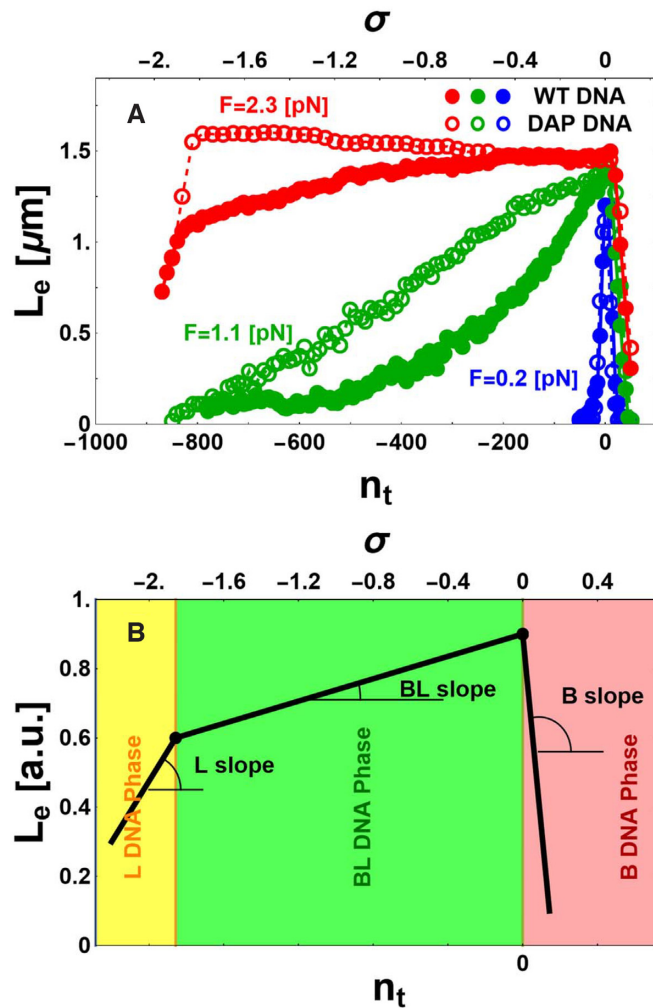 σ
-2. -1.6 -1.2 -0.8 -0.4 0 0.4
A
F=2.3 [pN]
WT DNA
DAP DNA
1.5
1.
0.5
0
Le [μm]
F=1.1 [pN]
F=0.2 [pN]
-1000 -800 -600 -400 -200 0
nt
σ
-2. -1.6 -1.2 -0.8 -0.4 0 0.4
B
1.
0.8
0.6
0.4
0.2
0
Le [a.u.]
L DNA Phase
BL DNA Phase
B DNA Phase
BL slope
B slope
L slope
0
nt